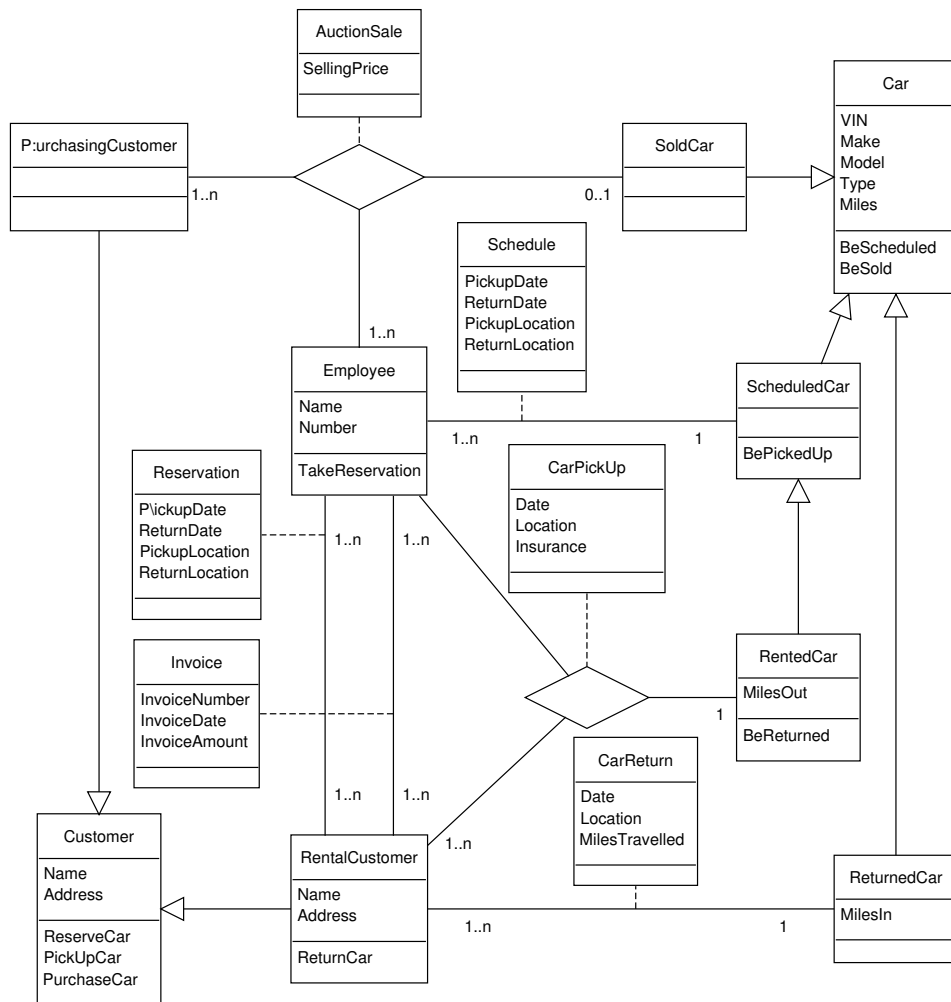 AuctionSale
SellingPrice
Car
VIN
Make
Model
Type
Miles
BeScheduled
BeSold
P:urchasingCustomer
SoldCar
1..n
0..1
Schedule
PickupDate
ReturnDate
PickupLocation
ReturnLocation
1..n
Employee
Name
Number
TakeReservation
ScheduledCar
BePickedUp
1..n
1
CarPickUp
Date
Location
Insurance
Reservation
P\ickupDate
ReturnDate
PickupLocation
ReturnLocation
1..n
1..n
Invoice
InvoiceNumber
InvoiceDate
InvoiceAmount
RentedCar
MilesOut
BeReturned
1
CarReturn
Date
Location
MilesTravelled
1..n
1..n
1..n
Customer
Name
Address
ReserveCar
PickUpCar
PurchaseCar
RentalCustomer
Name
Address
ReturnCar
ReturnedCar
MilesIn
1..n
1